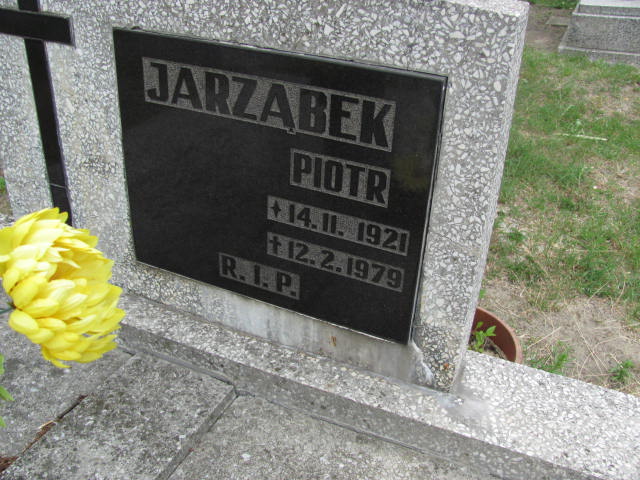 JARZĄBEK
PIOTR
14.11.1921
†12.2.1979
R.I.P.